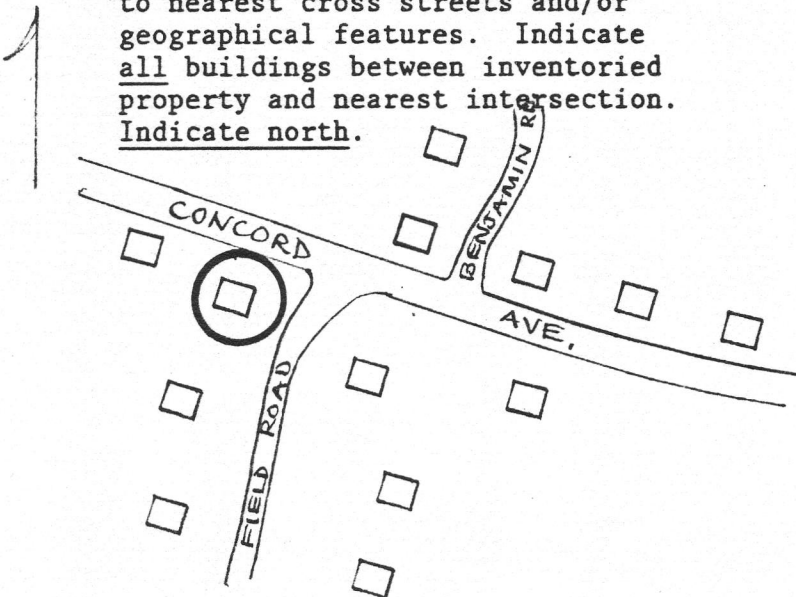 to nearest cross streets and/or
geographical features. Indicate
all buildings between inventoried
property and nearest intersection.
Indicate north.
BENJAMIN RD
CONCORD
AVE.
FIELD ROAD